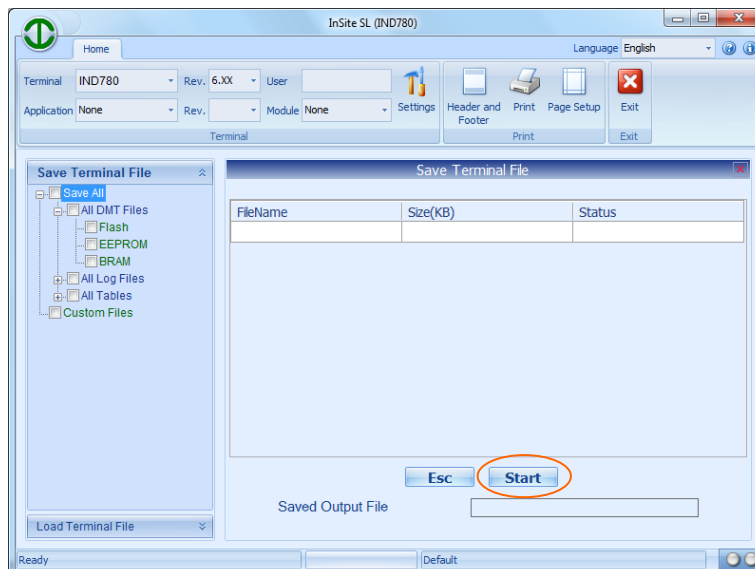 InSite SL (IND780)
Home
Language English
Terminal IND780 Rev. 6.XX User
Application None Rev. Module None
Settings
Header and Footer
Print
Page Setup
Exit
Terminal
Print
Exit
Save Terminal File
Save All
All DMT Files
Flash
EEPROM
BRAM
All Log Files
All Tables
Custom Files
Load Terminal File
Save Terminal File
FileName Size(KB) Status
Esc Start
Saved Output File
Ready Default